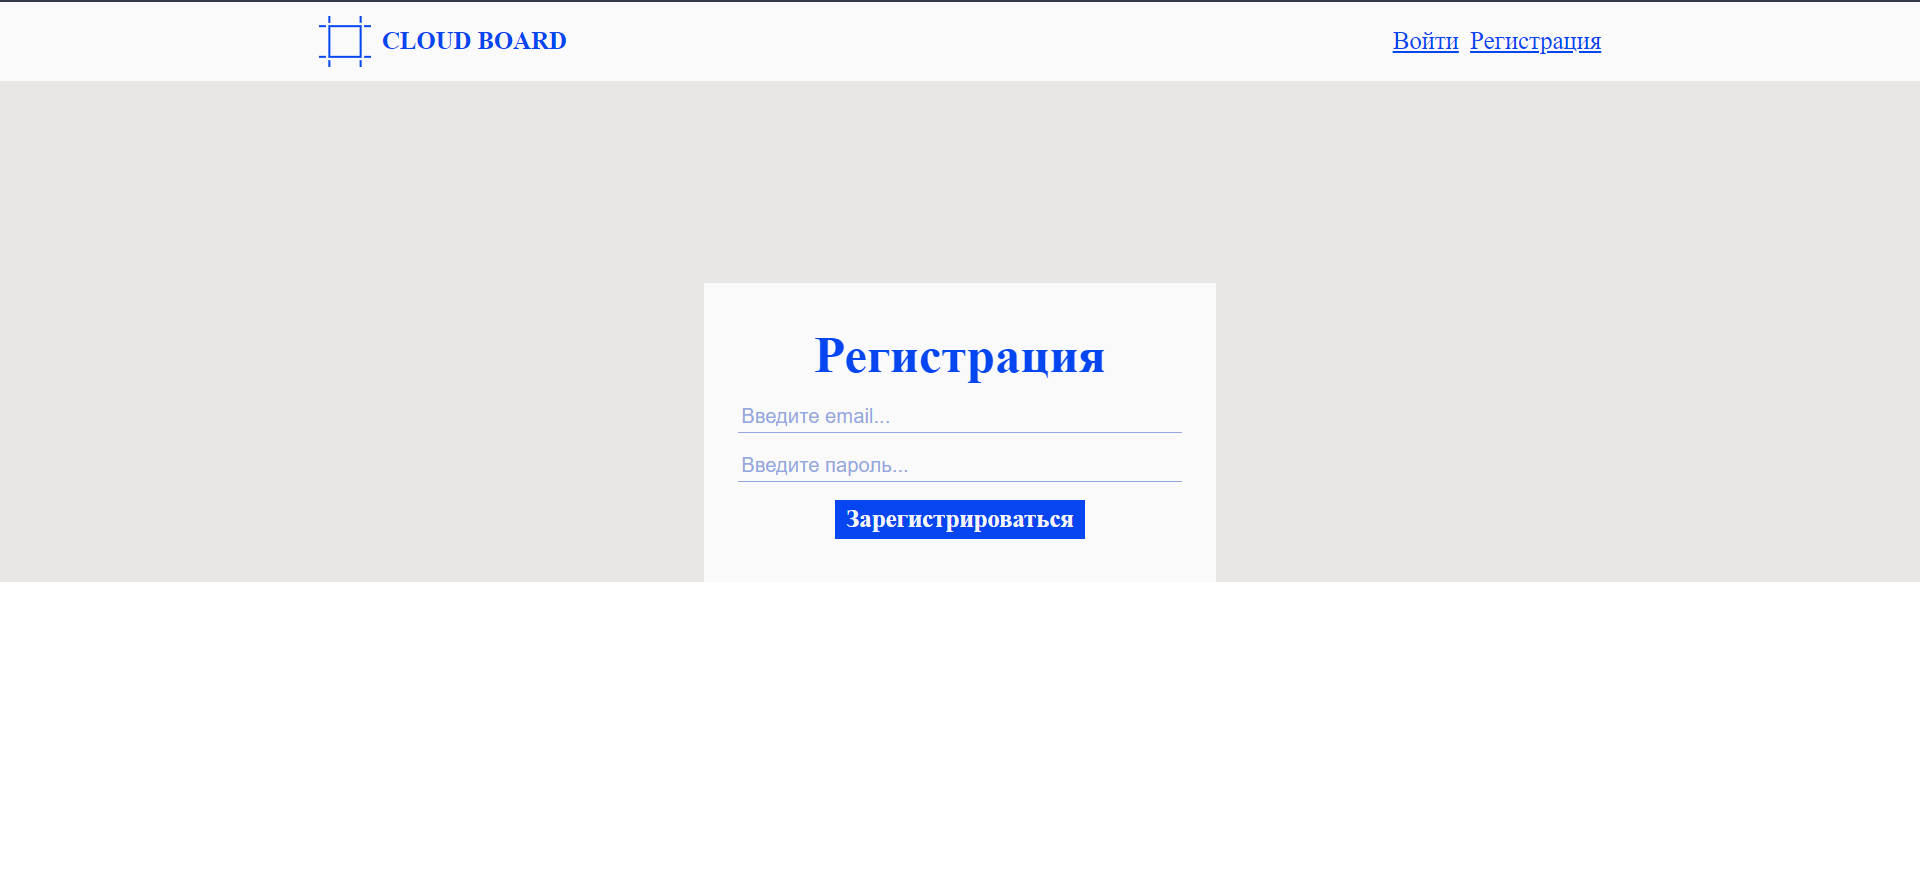 CLOUD BOARD
Войти Регистрация
Регистрация
Введите email...
Введите пароль...
Зарегистрироваться